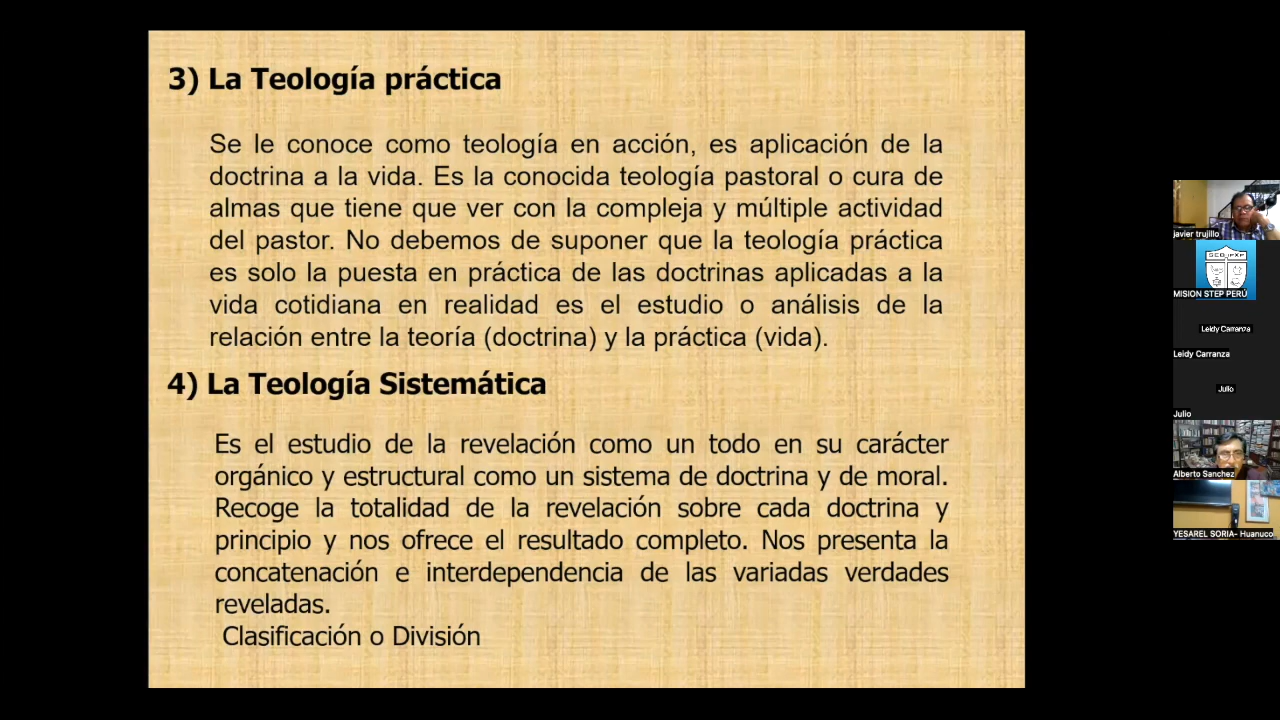 3) La Teología práctica
Se le conoce como teología en acción, es aplicación de la
doctrina a la vida. Es la conocida teología pastoral o cura de
almas que tiene que ver con la compleja y múltiple actividad
del pastor. No debemos de suponer que la teología práctica
es solo la puesta en práctica de las doctrinas aplicadas a la
vida cotidiana en realidad es el estudio o análisis de la
relación entre la teoría (doctrina) y la práctica (vida).
4) La Teología Sistemática
Es el estudio de la revelación como un todo en su carácter
orgánico y estructural como un sistema de doctrina y de moral.
Recoge la totalidad de la revelación sobre cada doctrina y
principio y nos ofrece el resultado completo. Nos presenta la
concatenación e interdependencia de las variadas verdades
reveladas.
Clasificación o División
javier trujillo
MISION STEP PERÚ
Leidy Carranza
Leidy Carranza
Julio
Julio
Alberto Sanchez
YESAREL SORIA- Huanuco